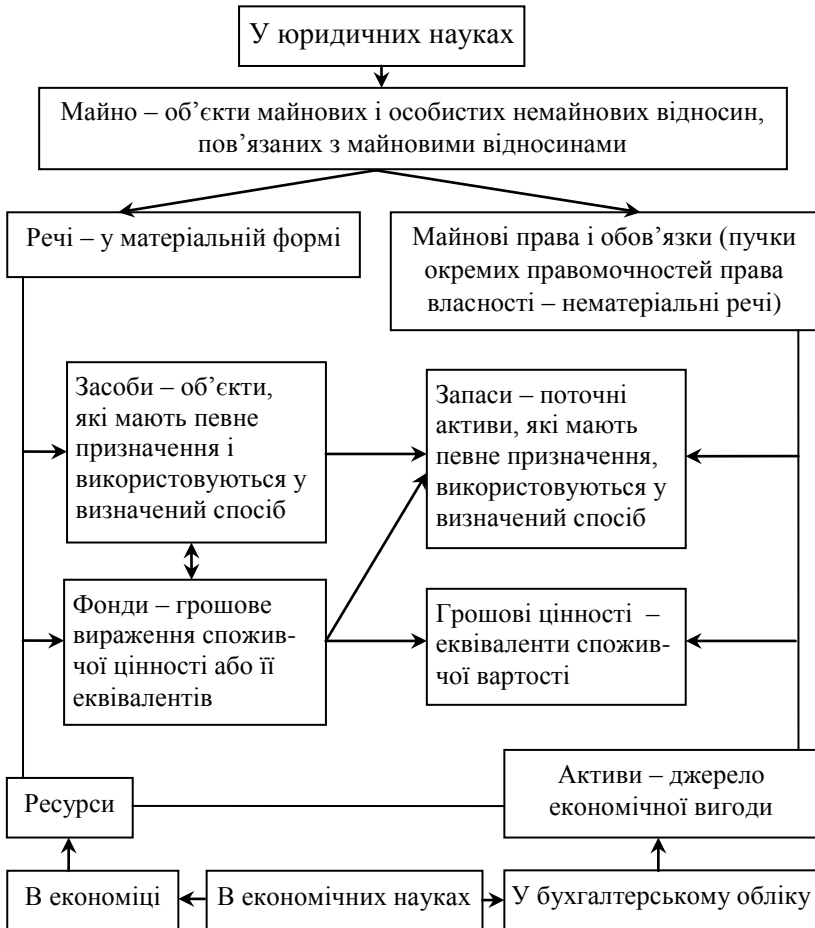 У юридичних науках
Майно – об’єкти майнових і особистих немайнових відносин,
пов’язаних з майновими відносинами
Речі – у матеріальній формі
Майнові права і обов’язки (пучки
окремих правомочностей права
власності – нематеріальні речі)
Засоби – об’єкти,
які мають певне
призначення і
використовуються у
визначений спосіб
Запаси – поточні
активи, які мають
певне призначення,
використовуються у
визначений спосіб
Фонди – грошове
вираження спожив-
чої цінності або її
еквівалентів
Грошові цінності –
еквіваленти спожив-
чої вартості
Ресурси
Активи – джерело
економічної вигоди
В економіці
В економічних науках
У бухгалтерському обліку